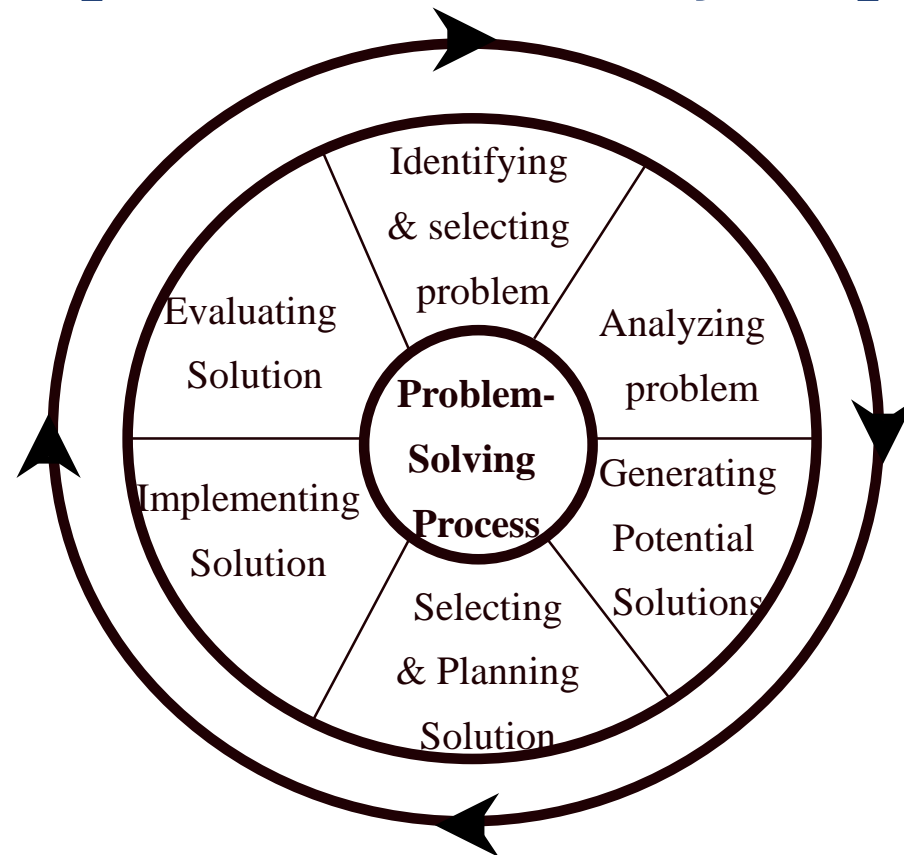 Identifying
& selecting
problem
Analyzing
problem
Generating
Potential
Solutions
Selecting
& Planning
Solution
Implementing
Solution
Evaluating
Solution
Problem-
Solving
Process